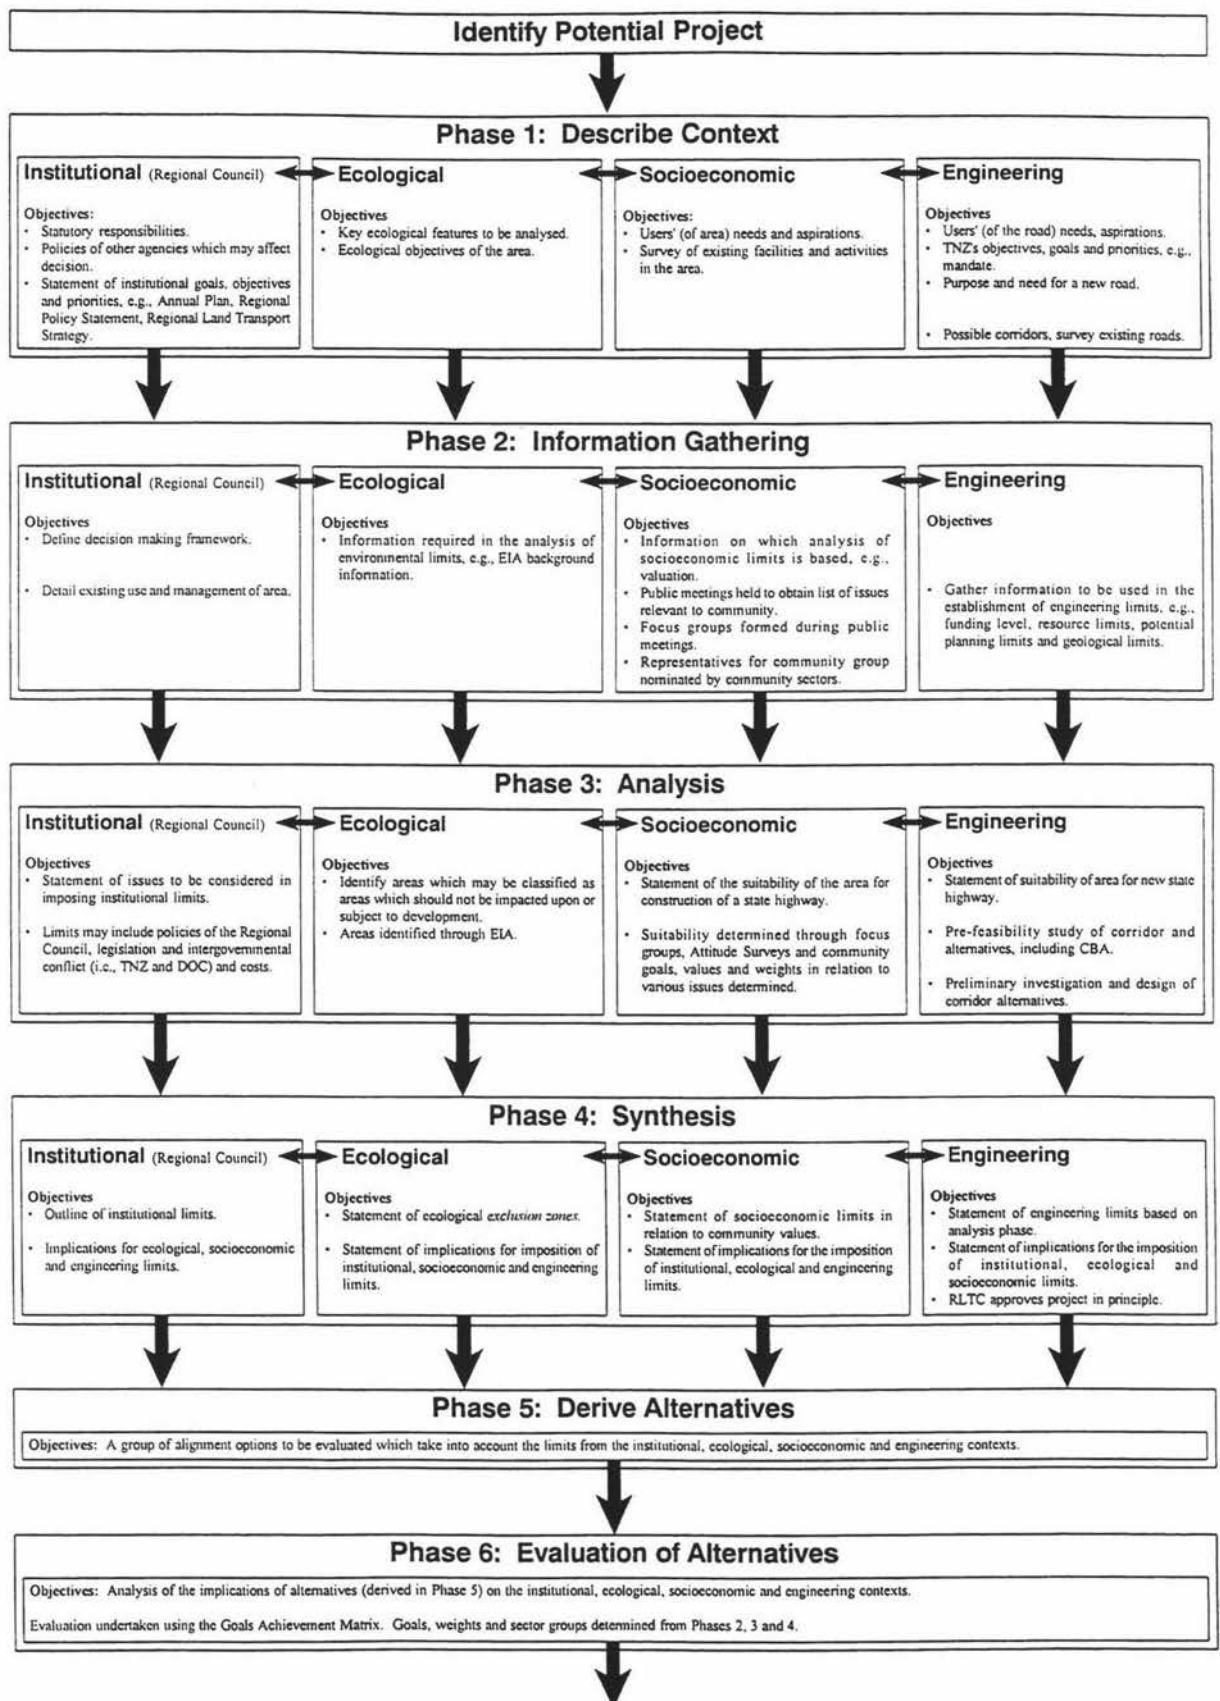 Identify Potential Project
Phase 1: Describe Context
Institutional (Regional Council)
Objectives:
• Statutory responsibilities.
• Policies of other agencies which may affect
decision.
• Statement of institutional goals, objectives
and priorities, e.g., Annual Plan, Regional
Policy Statement, Regional Land Transport
Strategy.
Ecological
Objectives
• Key ecological features to be analysed.
• Ecological objectives of the area.
Socioeconomic
Objectives:
• Users' (of area) needs and aspirations.
• Survey of existing facilities and activities
in the area.
Engineering
Objectives
• Users' (of the road) needs, aspirations.
• TNZ's objectives, goals and priorities, e.g.,
mandate.
• Purpose and need for a new road.
• Possible corridors, survey existing roads.
Phase 2: Information Gathering
Institutional (Regional Council)
Objectives
• Define decision making framework.
• Detail existing use and management of area.
Ecological
Objectives
• Information required in the analysis of
environmental limits, e.g., EIA background
information.
Socioeconomic
Objectives
• Information on which analysis of
socioeconomic limits is based, e.g.,
valuation.
• Public meetings held to obtain list of issues
relevant to community.
• Focus groups formed during public
meetings.
• Representatives for community group
nominated by community sectors.
Engineering
Objectives
• Gather information to be used in the
establishment of engineering limits, e.g.,
funding level, resource limits, potential
planning limits and geological limits.
Phase 3: Analysis
Institutional (Regional Council)
Objectives
• Statement of issues to be considered in
imposing institutional limits.
• Limits may include policies of the Regional
Council, legislation and intergovernmental
conflict (i.e., TNZ and DOC) and costs.
Ecological
Objectives
• Identify areas which may be classified as
areas which should not be impacted upon or
subject to development.
• Areas identified through EIA.
Socioeconomic
Objectives
• Statement of the suitability of the area for
construction of a state highway.
• Suitability determined through focus
groups, Attitude Surveys and community
goals, values and weights in relation to
various issues determined.
Engineering
Objectives
• Statement of suitability of area for new state
highway.
• Pre-feasibility study of corridor and
alternatives, including CBA.
• Preliminary investigation and design of
corridor alternatives.
Phase 4: Synthesis
Institutional (Regional Council)
Objectives
• Outline of institutional limits.
• Implications for ecological, socioeconomic
and engineering limits.
Ecological
Objectives
• Statement of ecological exclusion zones.
• Statement of implications for imposition of
institutional, socioeconomic and engineering
limits.
Socioeconomic
Objectives
• Statement of socioeconomic limits in
relation to community values.
• Statement of implications for the imposition
of institutional, ecological and engineering
limits.
Engineering
Objectives
• Statement of engineering limits based on
analysis phase.
• Statement of implications for the imposition
of institutional, ecological and
socioeconomic limits.
• RLTC approves project in principle.
Phase 5: Derive Alternatives
Objectives: A group of alignment options to be evaluated which take into account the limits from the institutional, ecological, socioeconomic and engineering contexts.
Phase 6: Evaluation of Alternatives
Objectives: Analysis of the implications of alternatives (derived in Phase 5) on the institutional, ecological, socioeconomic and engineering contexts.
Evaluation undertaken using the Goals Achievement Matrix. Goals, weights and sector groups determined from Phases 2, 3 and 4.